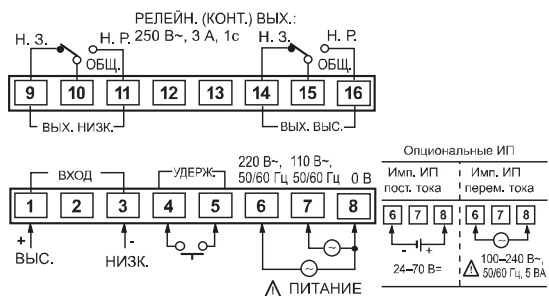 РЕЛЕЙН. (КОНТ.) ВЫХ.:
250 В~, 3 А, 1с
Н. З. Н. Р. Н. З. Н. Р.
ОБЩ. ОБЩ.
9 10 11 12 13 14 15 16
ВЫХ. НИЗК. ВЫХ. ВЫС.
ВХОД УДЕРЖ. 220 В~, 110 В~,
50/60 Гц 50/60 Гц 0 В
1 2 3 4 5 6 7 8
+ -
ВЫС. НИЗК.
ПИТАНИЕ
Опциональные ИП
Имп. ИП пост. тока
6 7 8
- +
24–70 В=
Имп. ИП перем. тока
6 7 8
100–240 В~,
50/60 Гц, 5 ВА